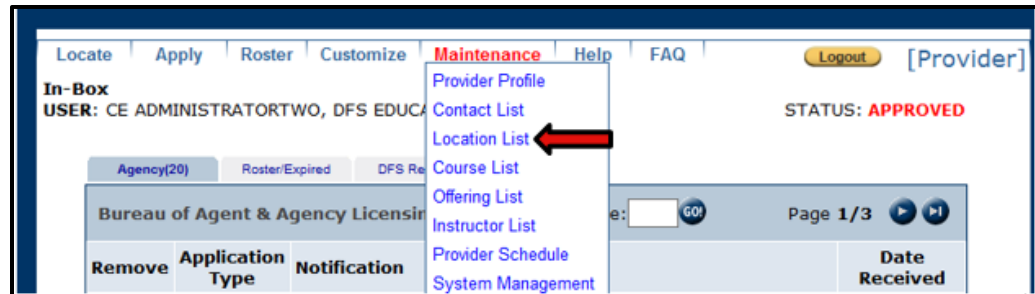 Locate Apply Roster Customize Maintenance Help FAQ Logout [Provider]
In-Box
USER: CE ADMINISTRATORTWO, DFS EDUCA STATUS: APPROVED
Provider Profile
Contact List
Location List
Course List
Offering List
Instructor List
Provider Schedule
System Management
Agency(20) Roster/Expired DFS Re
Bureau of Agent & Agency Licensin e: GO! Page 1/3
Remove Application Type Notification Date Received